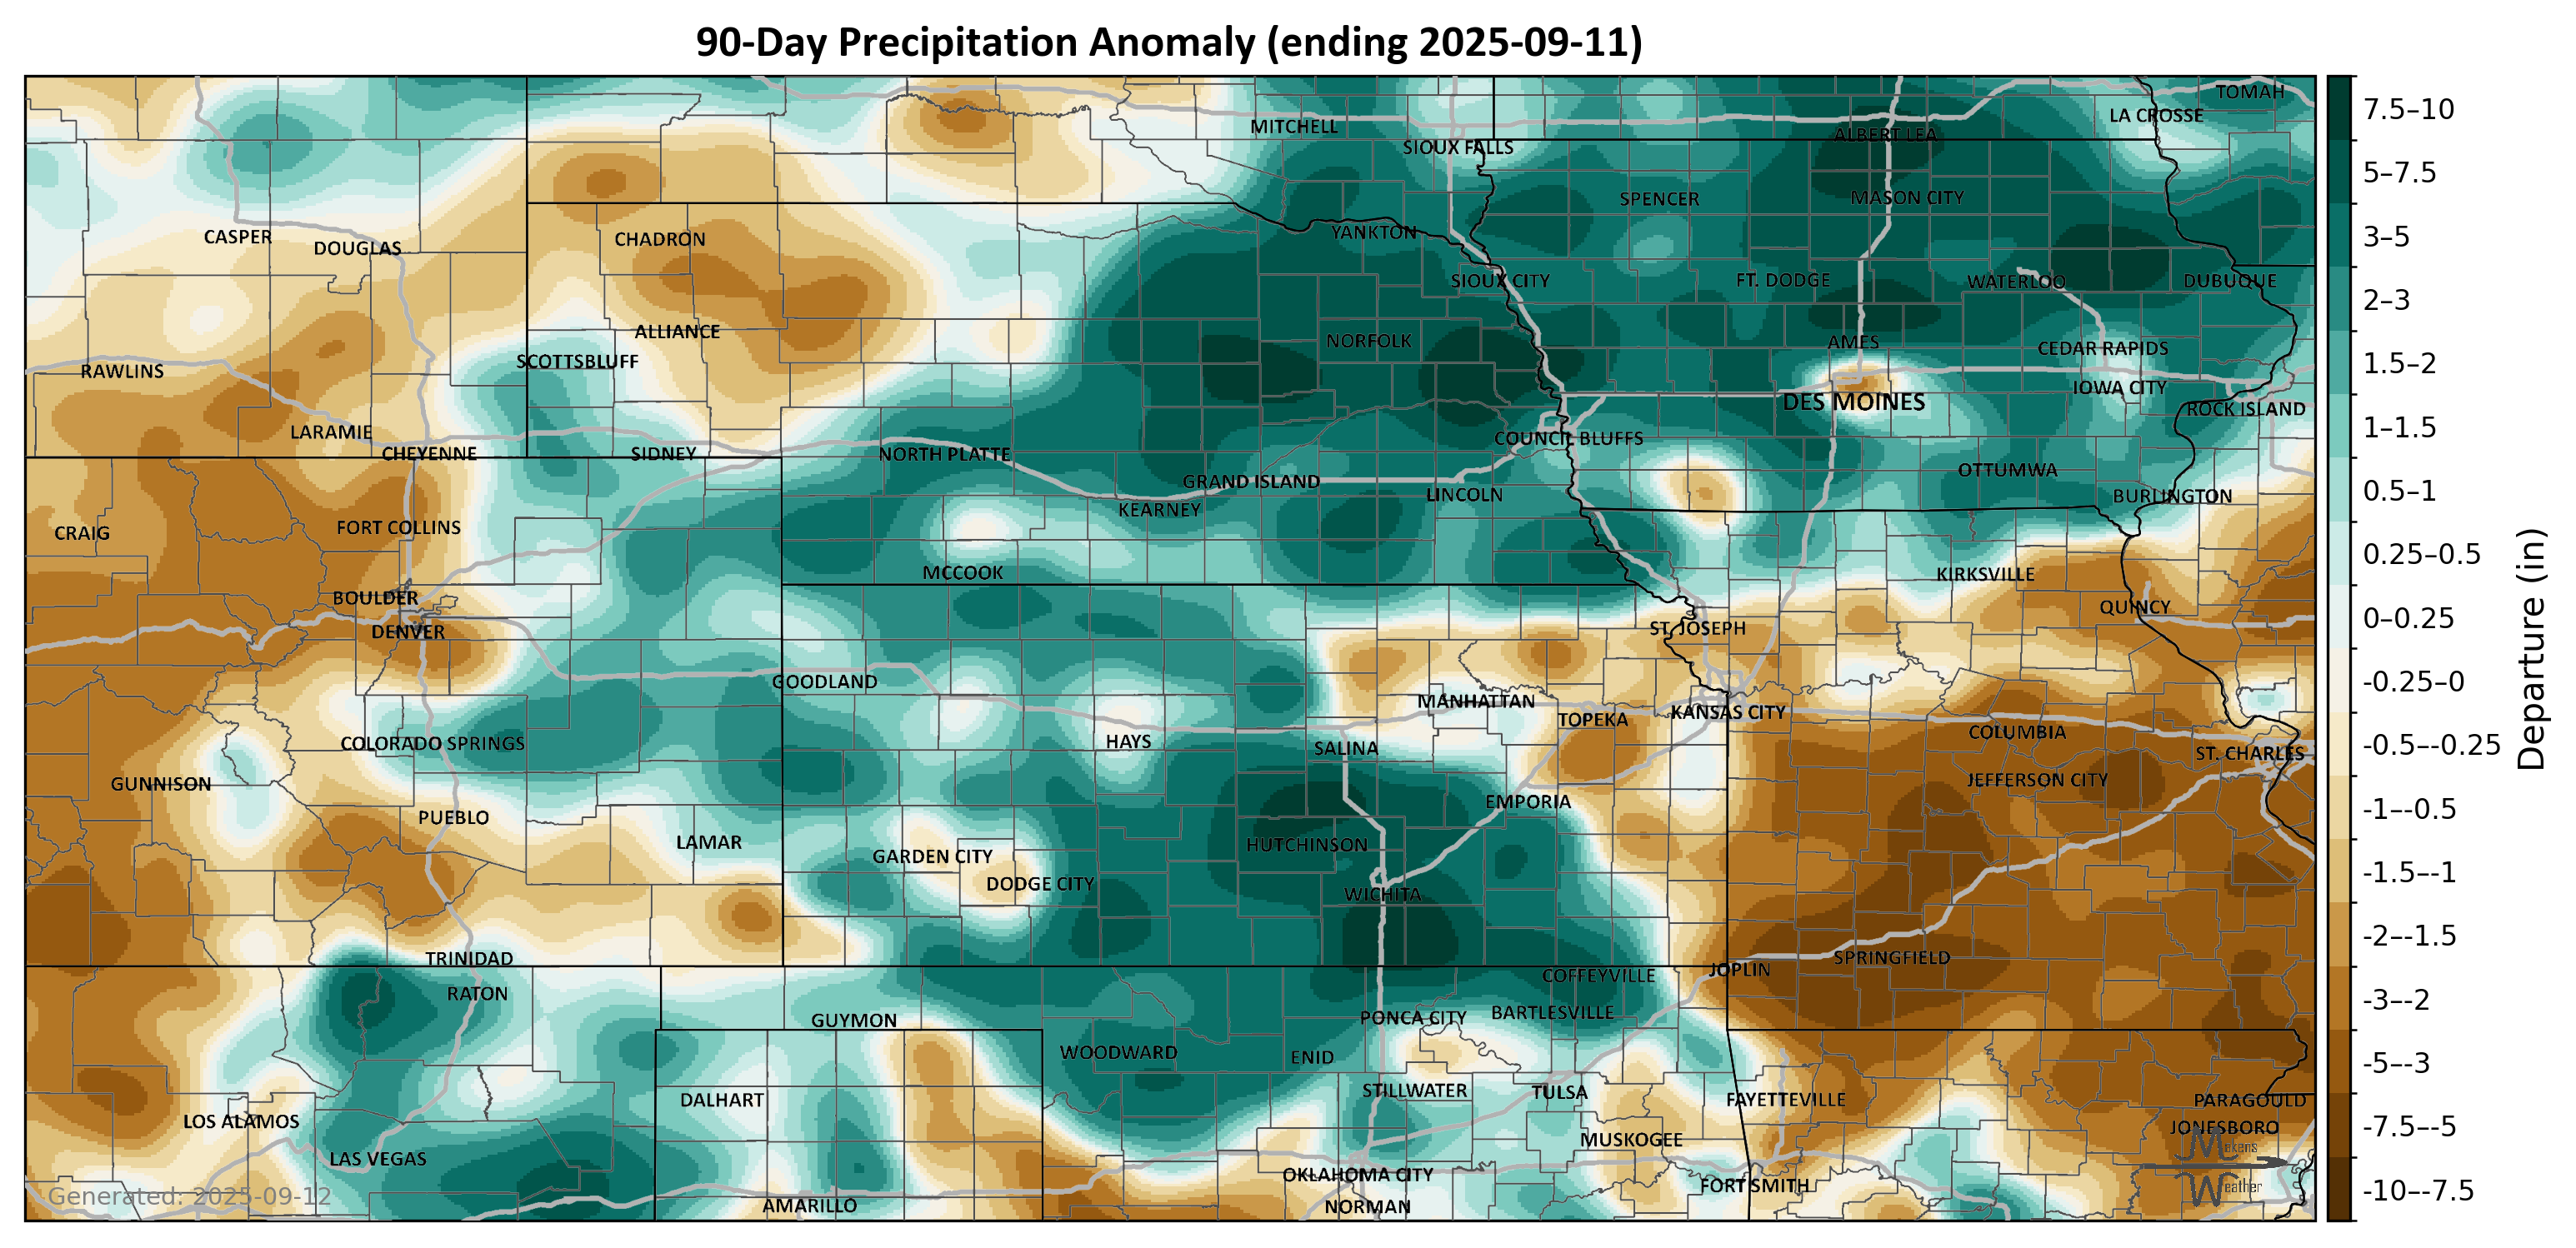 90-Day Precipitation Anomaly (ending 2025-09-11)
TOMAH
LA CROSSE
MITCHELL
ALBERT LEA
SIOUX FALLS
SPENCER
MASON CITY
YANKTON
CASPER
CHADRON
DOUGLAS
SIOUX CITY
FT. DODGE
WATERLOO
DUBUQUE
ALLIANCE
NORFOLK
AMES
CEDAR RAPIDS
SCOTTSBLUFF
RAWLINS
IOWA CITY
DES MOINES
ROCK ISLAND
LARAMIE
COUNCIL BLUFFS
CHEYENNE
SIDNEY
NORTH PLATTE
OTTUMWA
GRAND ISLAND
LINCOLN
BURLINGTON
KEARNEY
FORT COLLINS
CRAIG
MCCOOK
KIRKSVILLE
BOULDER
QUINCY
DENVER
ST. JOSEPH
GOODLAND
MANHATTAN
KANSAS CITY
TOPEKA
COLUMBIA
COLORADO SPRINGS
HAYS
SALINA
ST. CHARLES
GUNNISON
JEFFERSON CITY
EMPORIA
PUEBLO
LAMAR
HUTCHINSON
GARDEN CITY
DODGE CITY
WICHITA
TRINIDAD
SPRINGFIELD
JOPLIN
COFFEYVILLE
RATON
BARTLESVILLE
GUYMON
PONCA CITY
WOODWARD
ENID
STILLWATER
TULSA
DALHART
FAYETTEVILLE
PARAGOULD
LOS ALAMOS
JONESBORO
MUSKOGEE
LAS VEGAS
OKLAHOMA CITY
FORT SMITH
AMARILLO
NORMAN
Generated: 2025-09-12
Mekens
Weather
7.5–10
5–7.5
3–5
2–3
1.5–2
1–1.5
0.5–1
0.25–0.5
0–0.25
-0.25–0
-0.5–-0.25
-1–-0.5
-1.5–-1
-2–-1.5
-3–-2
-5–-3
-7.5–-5
-10–-7.5
Departure (in)